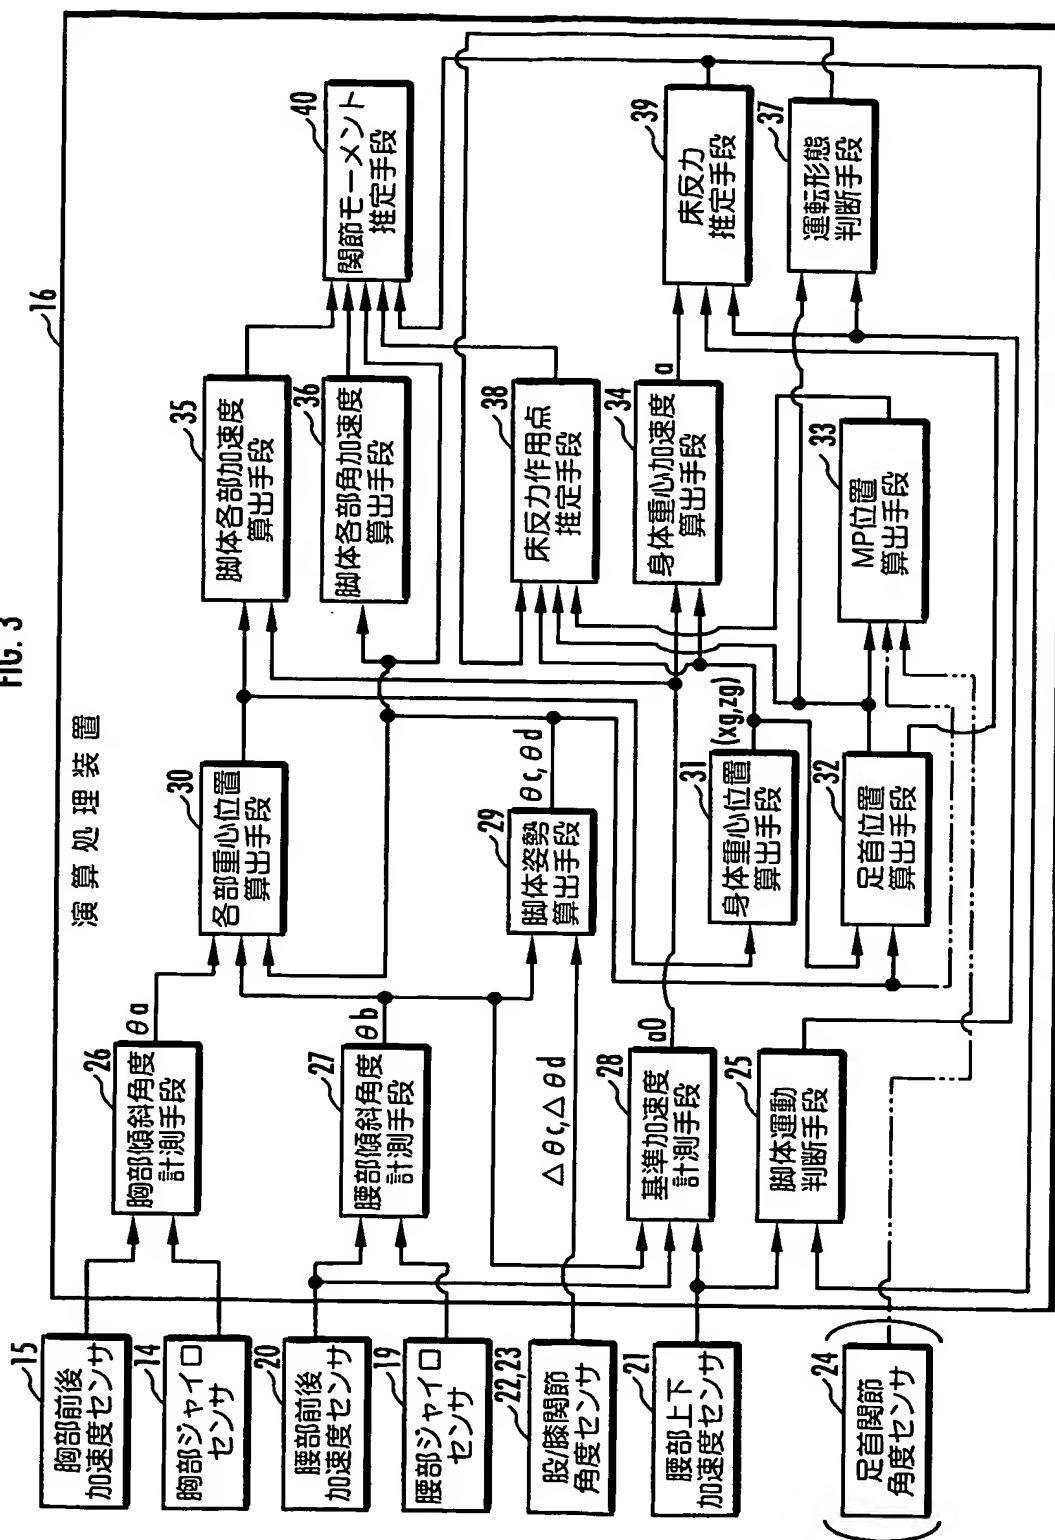 FIG. 3
16
演算処理装置
15
胸部前後
加速度センサ
14
胸部ジャイロ
センサ
20
腰部前後
加速度センサ
19
腰部ジャイロ
センサ
22,23
股/膝関節
角度センサ
21
腰部上下
加速度センサ
24
足首関節
角度センサ
26
胸部傾斜角度
計測手段
θa
27
腰部傾斜角度
計測手段
θb
△θc,△θd
28
基準加速度
計測手段
a0
25
脚体運動
判断手段
30
各部重心位置
算出手段
29
脚体姿勢
算出手段
θc,θd
31
身体重心位置
算出手段
(xg,zg)
32
足首位置
算出手段
35
脚体各部加速度
算出手段
36
脚体各部角加速度
算出手段
38
床反力作用点
推定手段
34
身体重心加速度
算出手段
a
33
MP位置
算出手段
40
関節モーメント
推定手段
39
床反力
推定手段
37
運転形態
判断手段